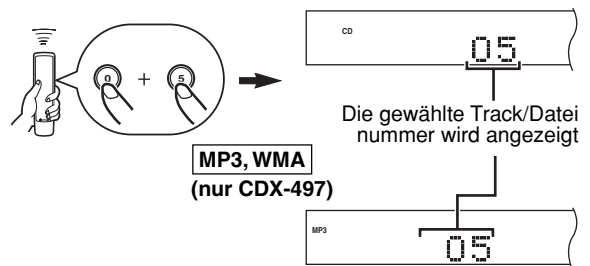 0 + 5
CD
05
Die gewählte Track/Datei
nummer wird angezeigt
MP3, WMA
(nur CDX-497)
MP3
05